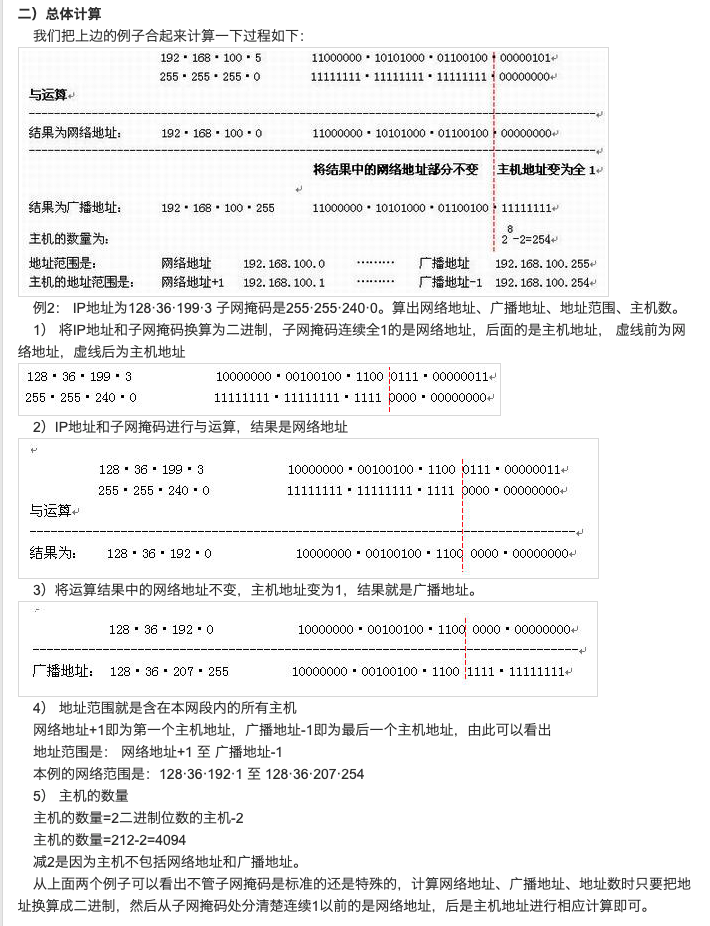 二）总体计算
我们把上边的例子合起来计算一下过程如下：
192・168・100・5 11000000・10101000・01100100・00000101
255・255・255・0 11111111・11111111・11111111・00000000
与运算
结果为网络地址： 192・168・100・0 11000000・10101000・01100100・00000000
将结果中的网络地址部分不变 主机地址变为全 1
结果为广播地址： 192・168・100・255 11000000・10101000・01100100・11111111
8
主机的数量为： 2 -2=254
地址范围是： 网络地址 192.168.100.0 ……… 广播地址 192.168.100.255
主机的地址范围是： 网络地址+1 192.168.100.1 ……… 广播地址-1 192.168.100.254
例2： IP地址为128·36·199·3 子网掩码是255·255·240·0。算出网络地址、广播地址、地址范围、主机数。
1） 将IP地址和子网掩码换算为二进制，子网掩码连续全1的是网络地址，后面的是主机地址， 虚线前为网
络地址，虚线后为主机地址
128・36・199・3 10000000・00100100・1100 0111・00000011
255・255・240・0 11111111・11111111・1111 0000・00000000
2）IP地址和子网掩码进行与运算，结果是网络地址
128・36・199・3 10000000・00100100・1100 0111・00000011
255・255・240・0 11111111・11111111・1111 0000・00000000
与运算
结果为： 128・36・192・0 10000000・00100100・1100 0000・00000000
3）将运算结果中的网络地址不变，主机地址变为1，结果就是广播地址。
128・36・192・0 10000000・00100100・1100 0000・00000000
广播地址： 128・36・207・255 10000000・00100100・1100 1111・11111111
4） 地址范围就是含在本网段内的所有主机
网络地址+1即为第一个主机地址，广播地址-1即为最后一个主机地址，由此可以看出
地址范围是： 网络地址+1 至 广播地址-1
本例的网络范围是：128·36·192·1 至 128·36·207·254
5） 主机的数量
主机的数量=2二进制位数的主机-2
主机的数量=212-2=4094
减2是因为主机不包括网络地址和广播地址。
从上面两个例子可以看出不管子网掩码是标准的还是特殊的，计算网络地址、广播地址、地址数时只要把地
址换算成二进制，然后从子网掩码处分清楚连续1以前的是网络地址，后是主机地址进行相应计算即可。